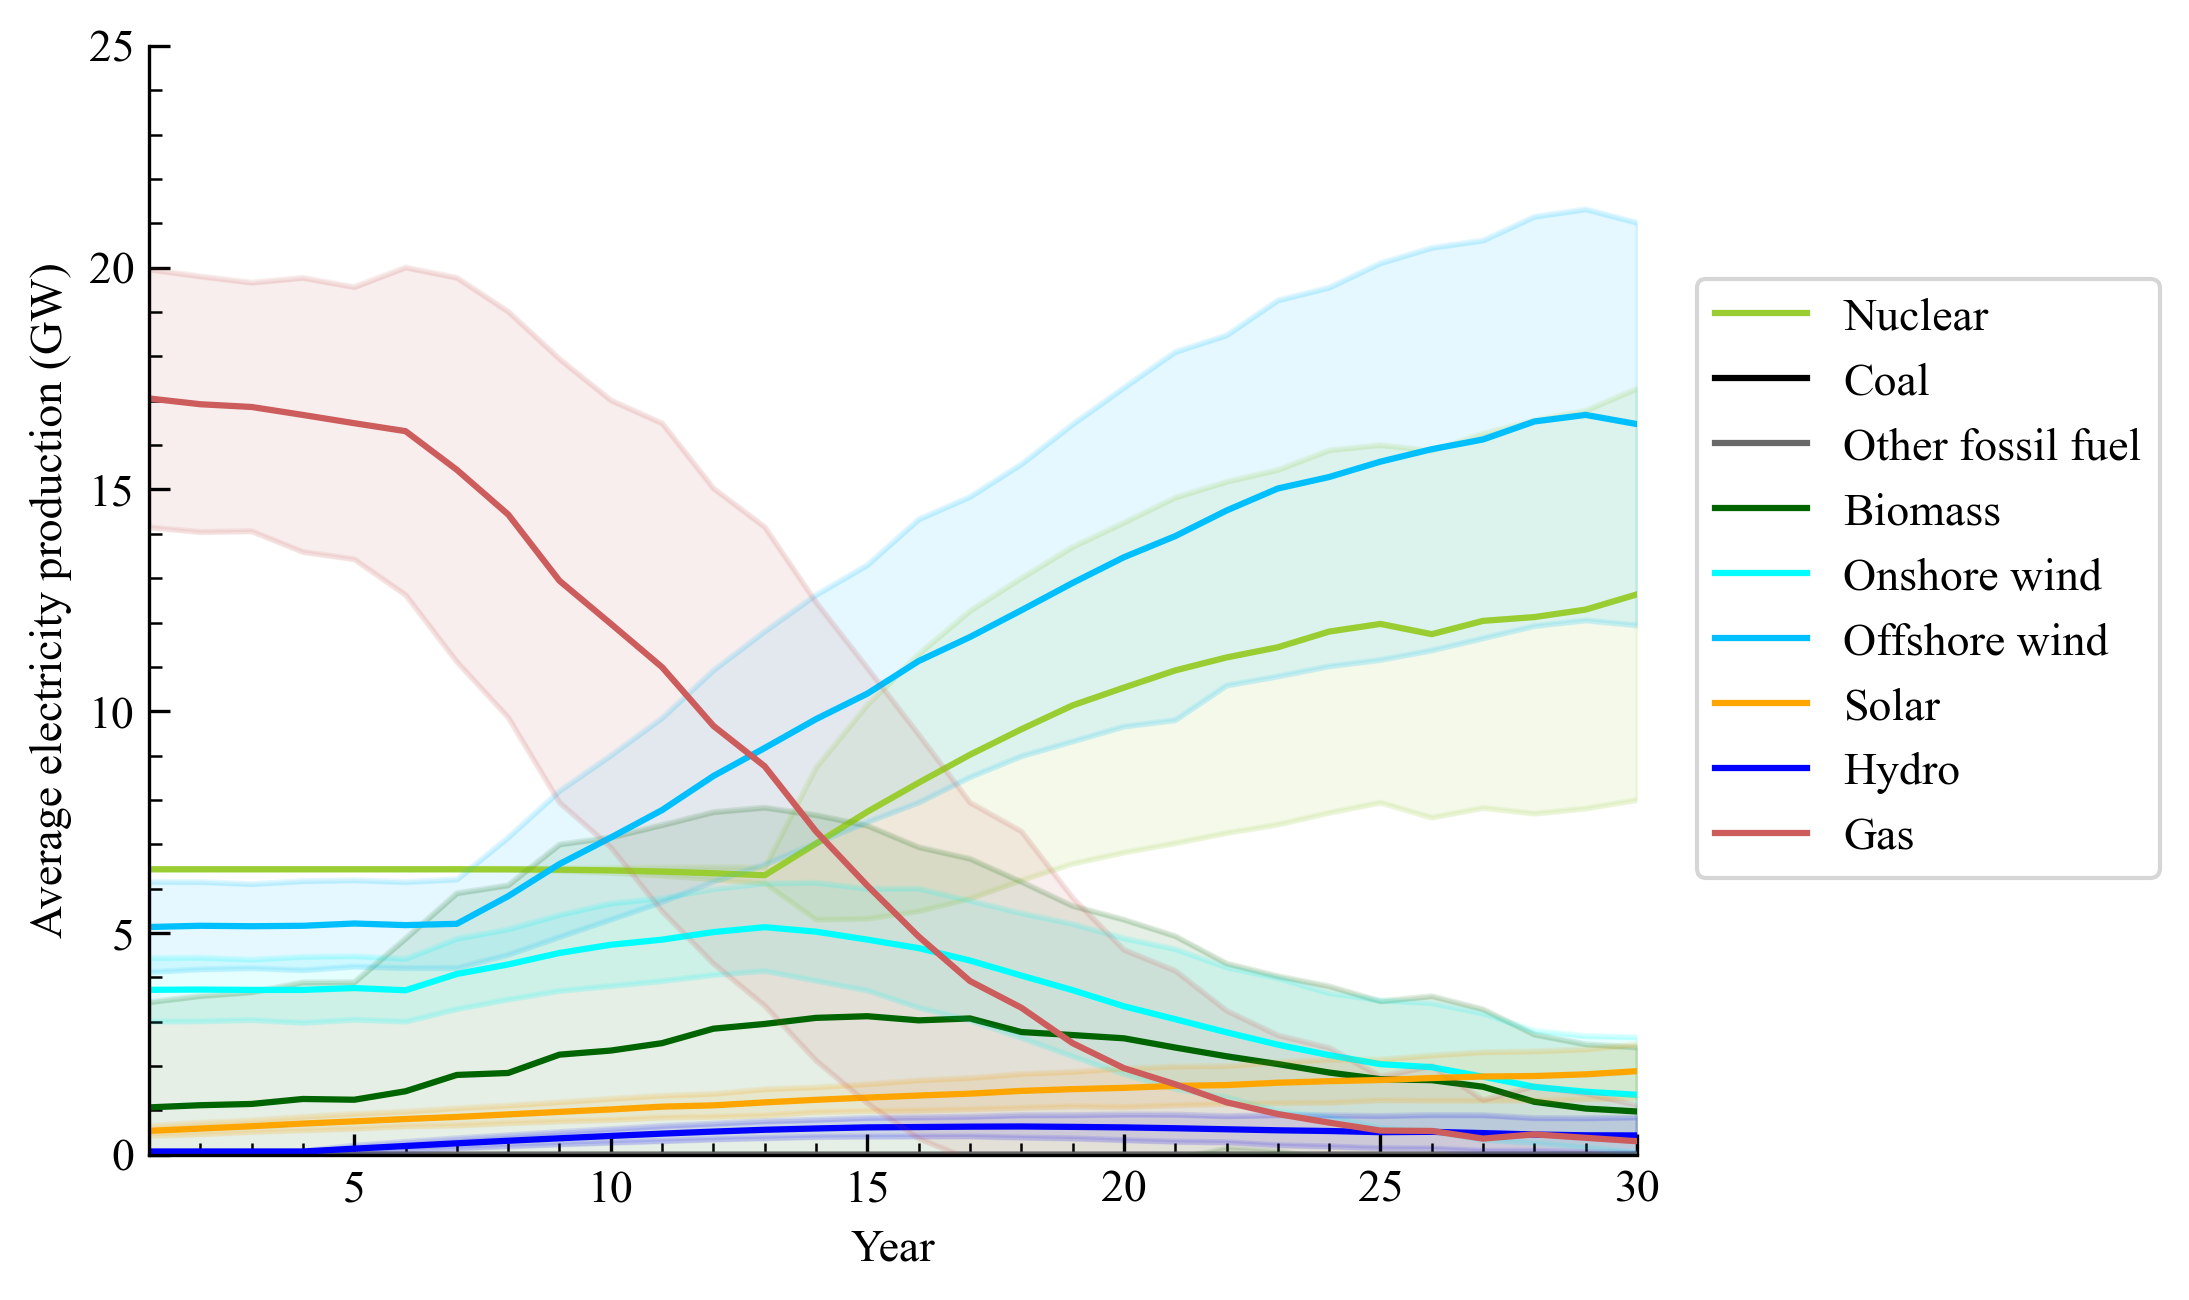 25
20
15
10
5
0
Average electricity production (GW)
5
10
15
20
25
30
Year
Nuclear
Coal
Other fossil fuel
Biomass
Onshore wind
Offshore wind
Solar
Hydro
Gas